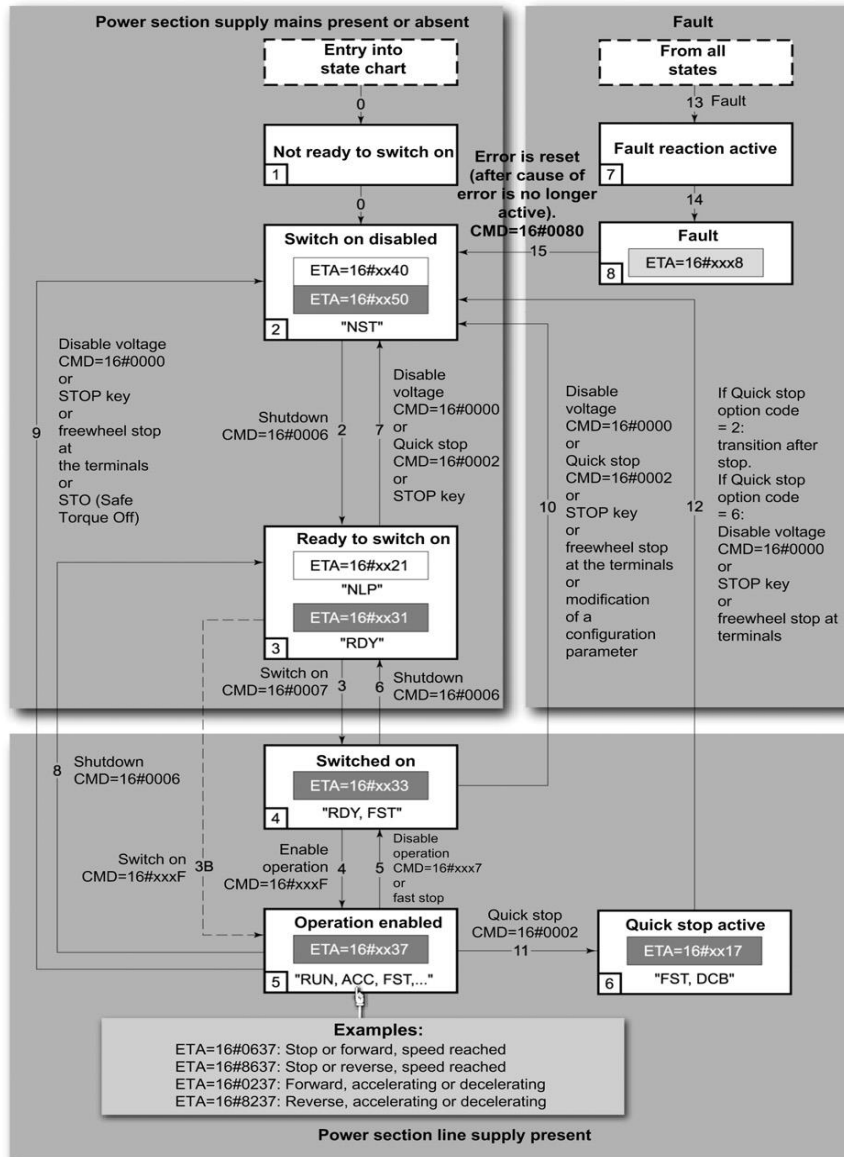 Power section supply mains present or absent
Entry into
state chart
0
Not ready to switch on
1
0
Switch on disabled
ETA=16#xx40
ETA=16#xx50
2
"NST"
9
Disable voltage
CMD=16#0000
or
STOP key
or
freewheel stop
at
the terminals
or
STO (Safe
Torque Off)
Shutdown
CMD=16#0006
2
7
Disable
voltage
CMD=16#0000
or
Quick stop
CMD=16#0002
or
STOP key
Ready to switch on
ETA=16#xx21
"NLP"
ETA=16#xx31
3
"RDY"
Switch on
CMD=16#0007
3
6
Shutdown
CMD=16#0006
Fault
From all
states
13 Fault
Fault reaction active
7
14
Error is reset
(after cause of
error is no longer
active).
CMD=16#0080
15
Fault
ETA=16#xxx8
8
10
Disable
voltage
CMD=16#0000
or
Quick stop
CMD=16#0002
or
STOP key
or
freewheel stop
at the terminals
or
modification
of a
configuration
parameter
12
If Quick stop
option code
= 2:
transition after
stop.
If Quick stop
option code
= 6:
Disable voltage
CMD=16#0000
or
STOP key
or
freewheel stop at
terminals
8
Shutdown
CMD=16#0006
Switched on
ETA=16#xx33
4
"RDY, FST"
Switch on
CMD=16#xxxF
3B
Enable
operation
CMD=16#xxxF
4
5
Disable
operation
CMD=16#xxx7
or
fast stop
Operation enabled
ETA=16#xx37
5
"RUN, ACC, FST,..."
Quick stop
CMD=16#0002
11
Quick stop active
ETA=16#xx17
6
"FST, DCB"
Examples:
ETA=16#0637: Stop or forward, speed reached
ETA=16#8637: Stop or reverse, speed reached
ETA=16#0237: Forward, accelerating or decelerating
ETA=16#8237: Reverse, accelerating or decelerating
Power section line supply present